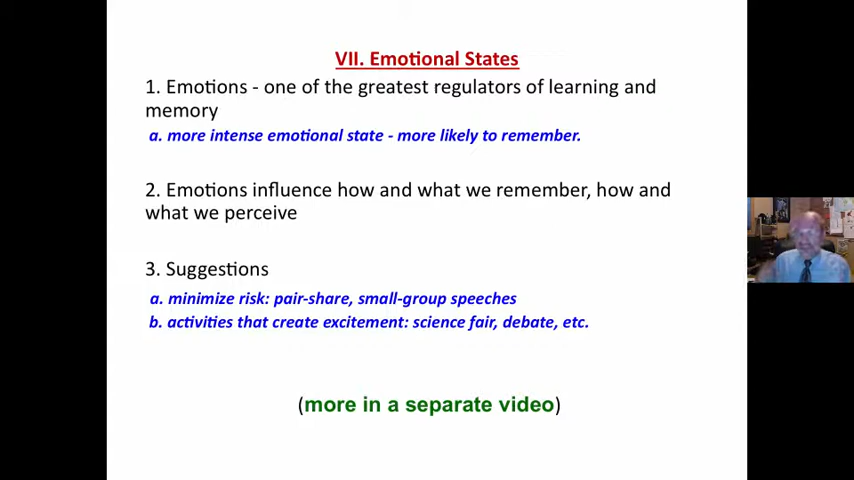 VII. Emotional States
1. Emotions - one of the greatest regulators of learning and
memory
a. more intense emotional state - more likely to remember.
2. Emotions influence how and what we remember, how and
what we perceive
3. Suggestions
a. minimize risk: pair-share, small-group speeches
b. activities that create excitement: science fair, debate, etc.
(more in a separate video)